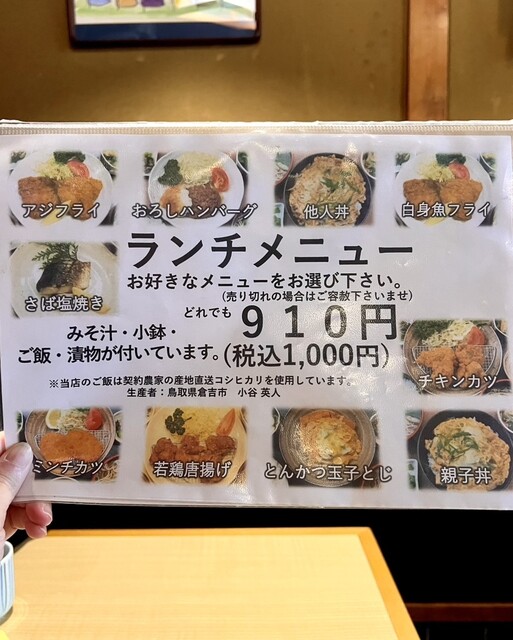 アジフライ
おろしハンバーグ
他人丼
白身魚フライ
さば塩焼き
ランチメニュー
お好きなメニューをお選び下さい。
(売り切れの場合はご容赦下さいませ)
どれでも 910円
みそ汁・小鉢・
ご飯・漬物が付いています。(税込1,000円)
チキンカツ
※当店のご飯は契約農家の産地直送コシヒカリを使用しています。
生産者：鳥取県倉吉市 小谷 英人
ミンチカツ
若鶏唐揚げ
とんかつ玉子とじ
親子丼